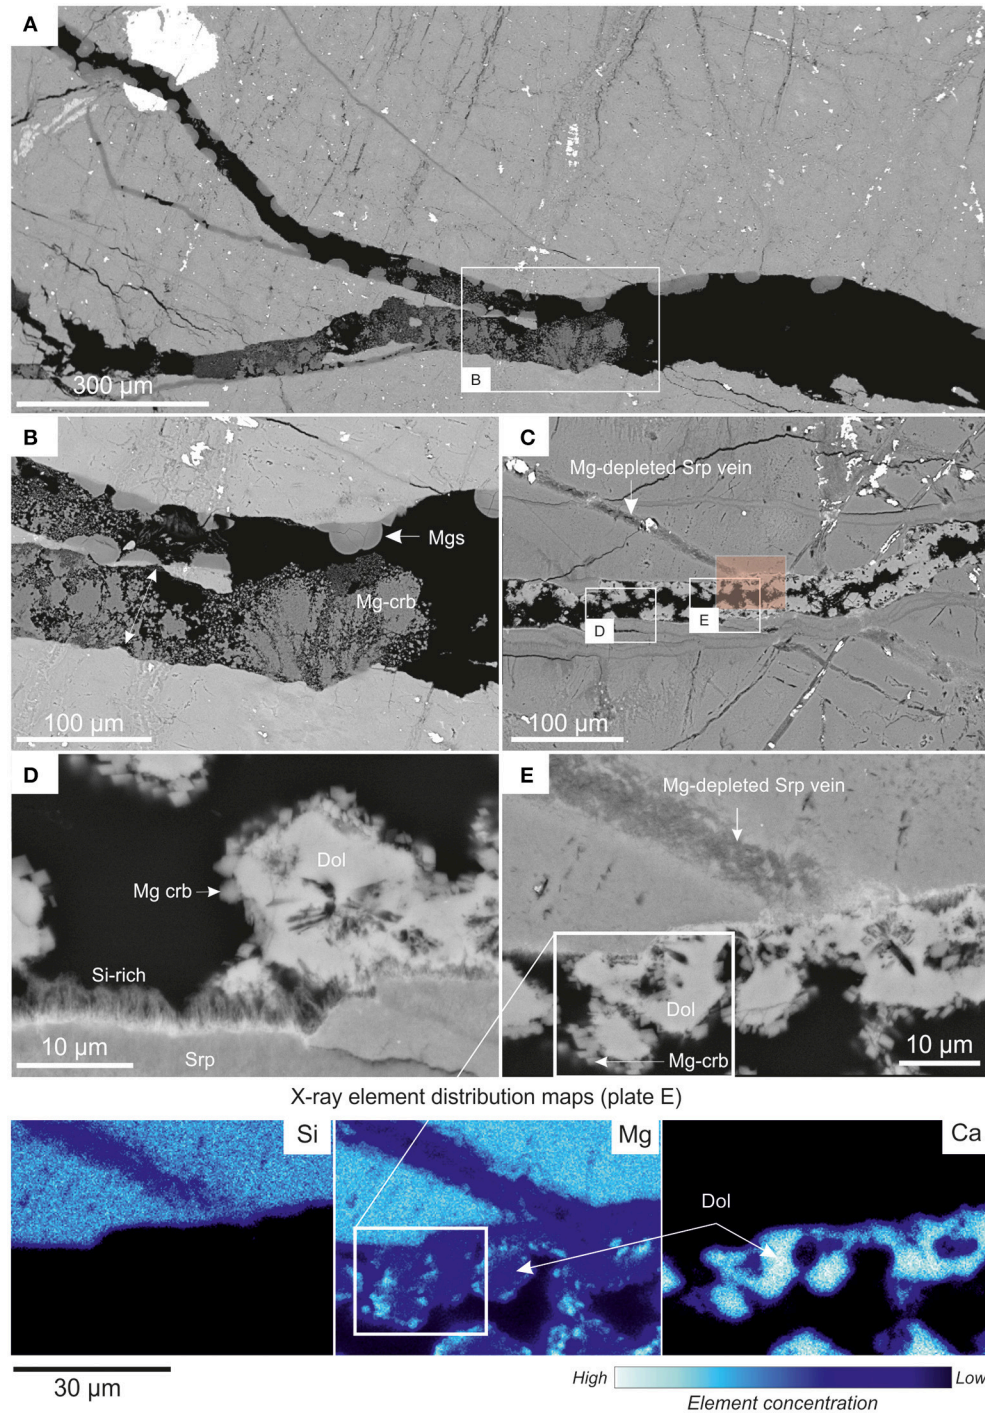 A
B
300 µm
B
Mgs
Mg-crb
100 µm
C
Mg-depleted Srp vein
D
E
100 µm
D
Dol
Mg crb
Si-rich
10 µm
Srp
E
Mg-depleted Srp vein
Dol
Mg-crb
10 µm
X-ray element distribution maps (plate E)
Si
Mg
Ca
Dol
30 µm
High
Low
Element concentration